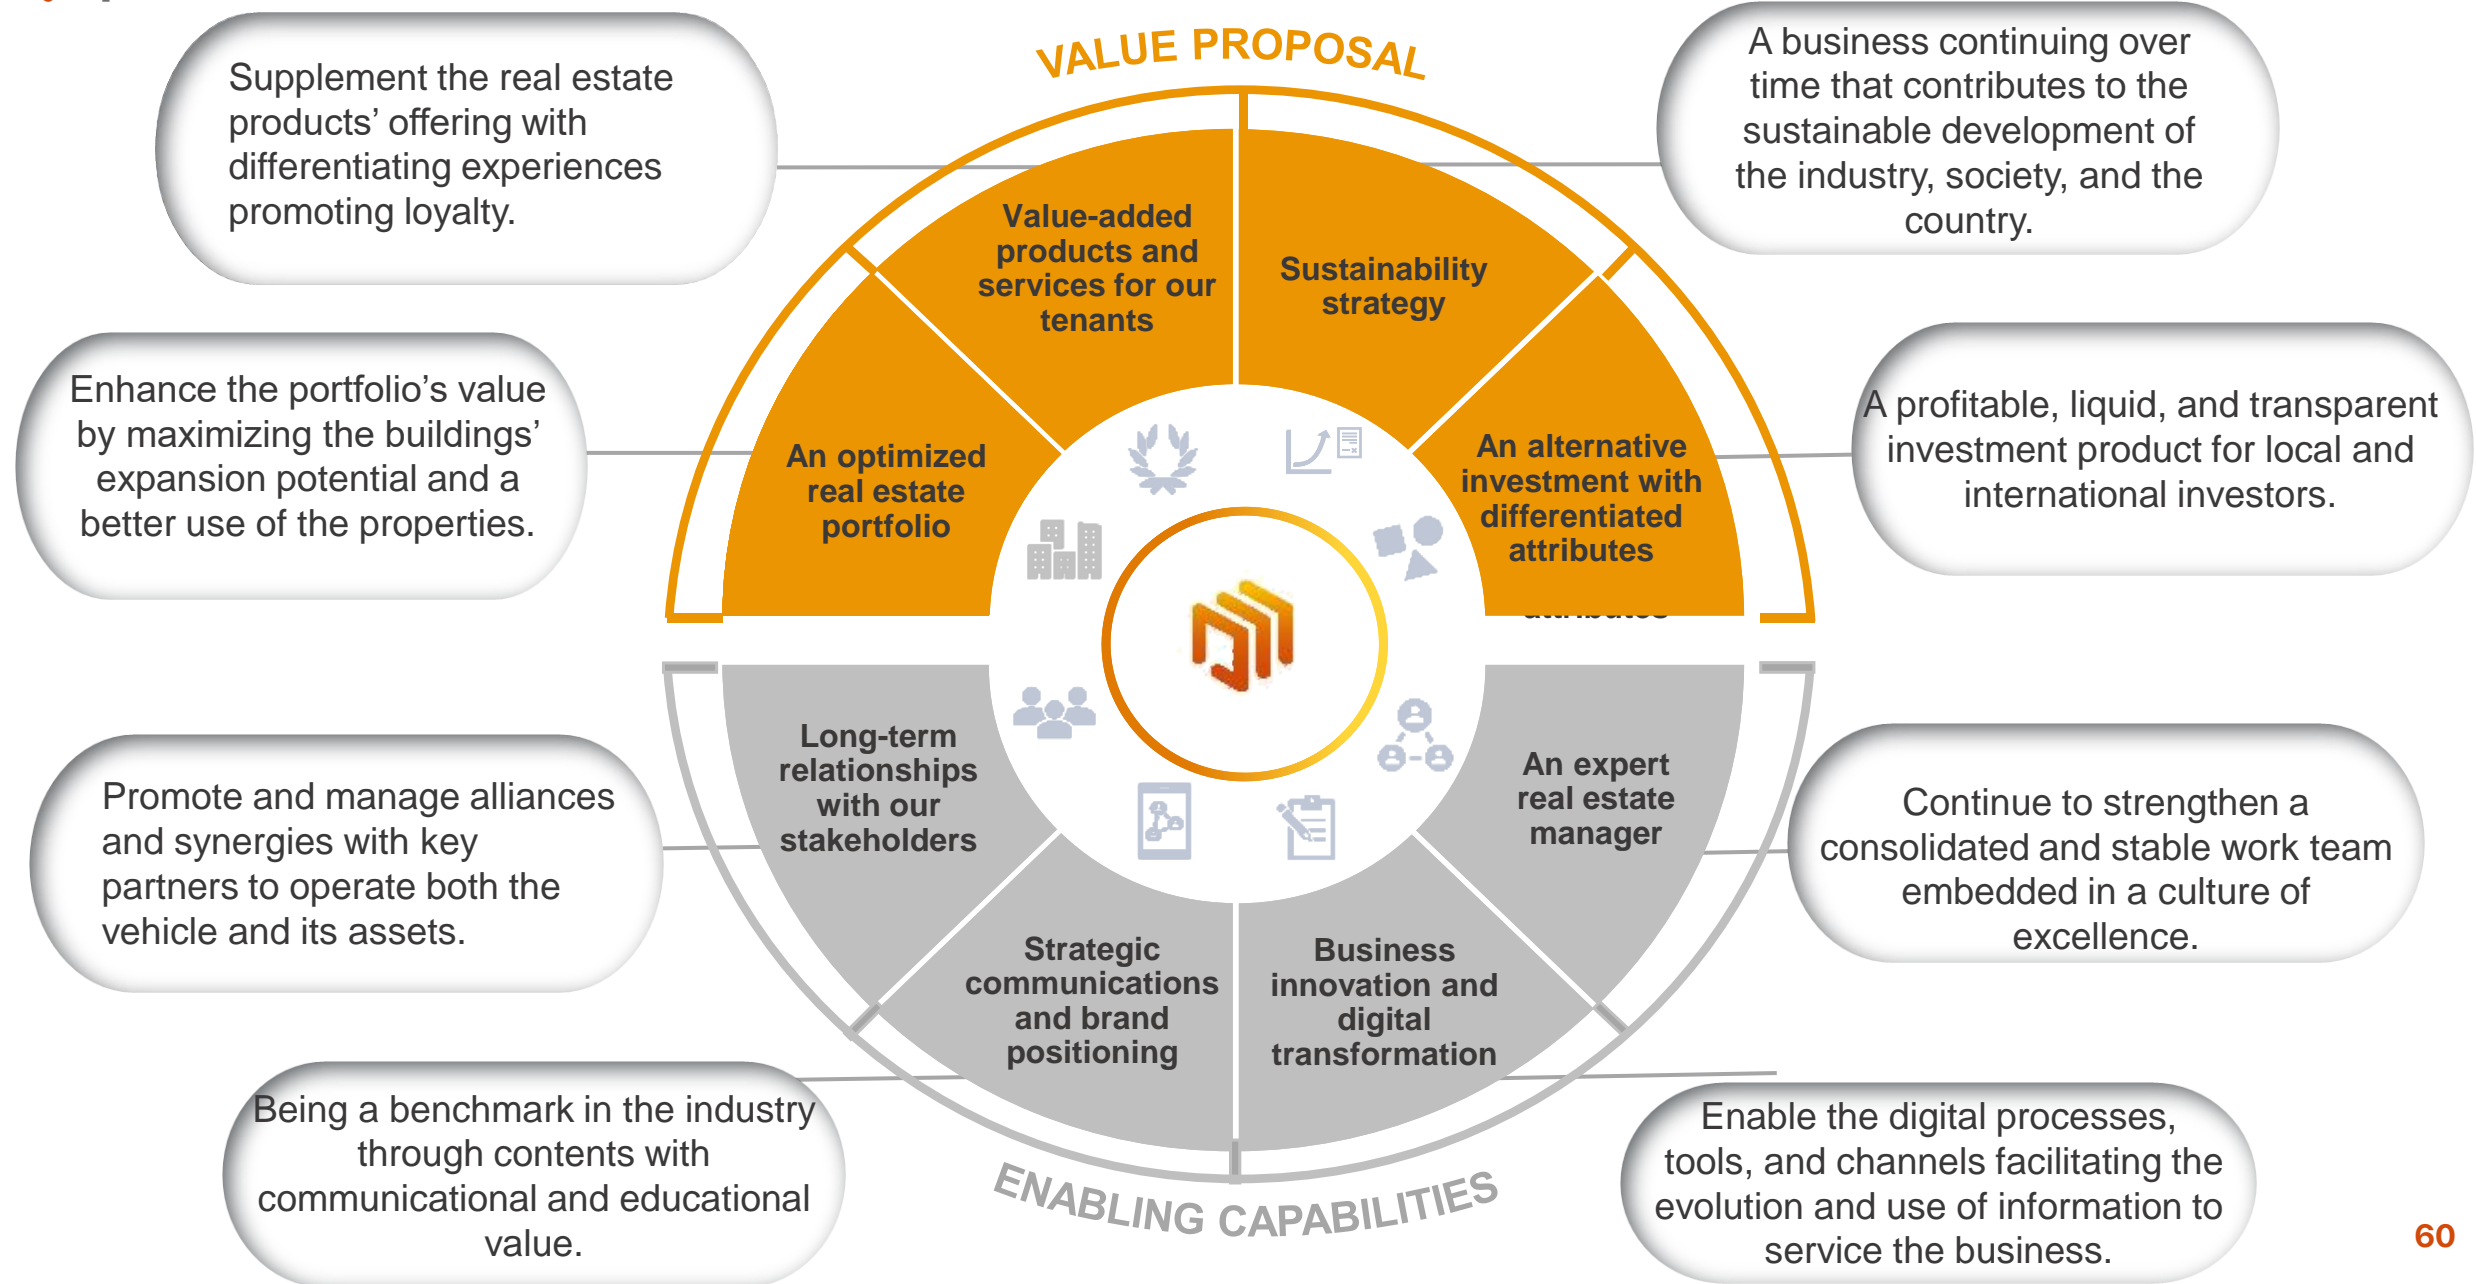 VALUE PROPOSAL
Supplement the real estate
products’ offering with
differentiating experiences
promoting loyalty.
A business continuing over
time that contributes to the
sustainable development of
the industry, society, and the
country.
Value-added
products and
services for our
tenants
Sustainability
strategy
Enhance the portfolio’s value
by maximizing the buildings’
expansion potential and a
better use of the properties.
An optimized
real estate
portfolio
An alternative
investment with
differentiated
attributes
A profitable, liquid, and transparent
investment product for local and
international investors.
Promote and manage alliances
and synergies with key
partners to operate both the
vehicle and its assets.
Long-term
relationships
with our
stakeholders
An expert
real estate
manager
Continue to strengthen a
consolidated and stable work team
embedded in a culture of
excellence.
Strategic
communications
and brand
positioning
Business
innovation and
digital
transformation
Being a benchmark in the industry
through contents with
communicational and educational
value.
Enable the digital processes,
tools, and channels facilitating the
evolution and use of information to
service the business.
ENABLING CAPABILITIES
60